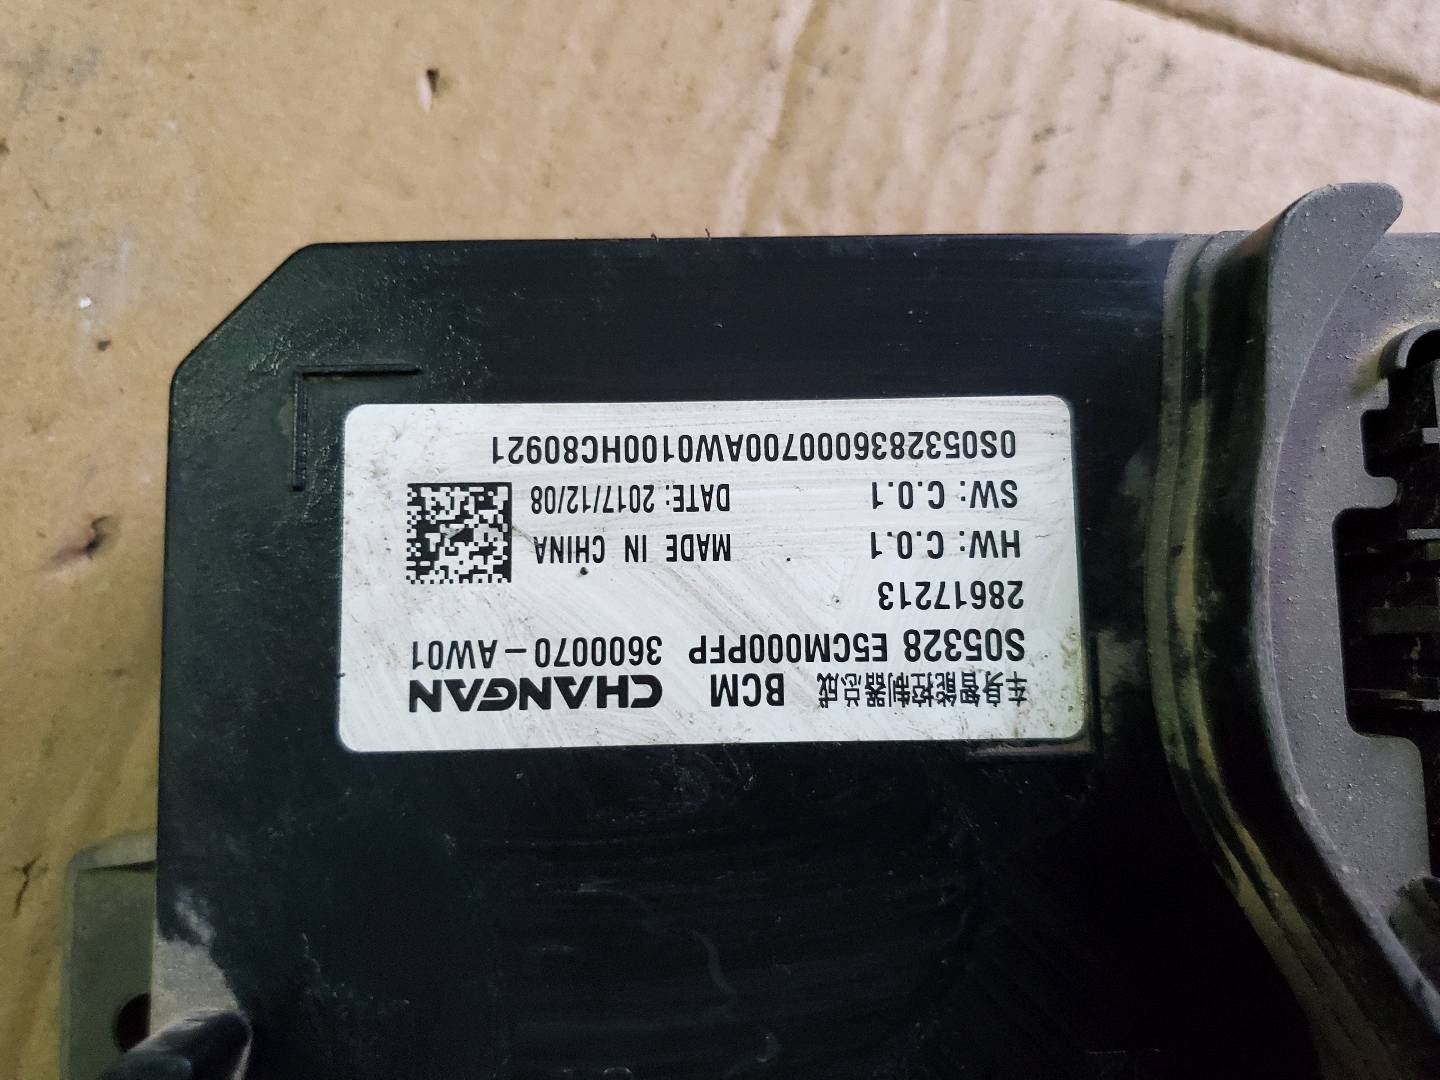 车身智能控制器总成 BCM CHANGAN
S05328 E5CM000PFP 3600070-AW01
28617213
HW: C.0.1 MADE IN CHINA
SW: C.0.1 DATE: 2017/12/08
0S0532836000700AW0100HC80921